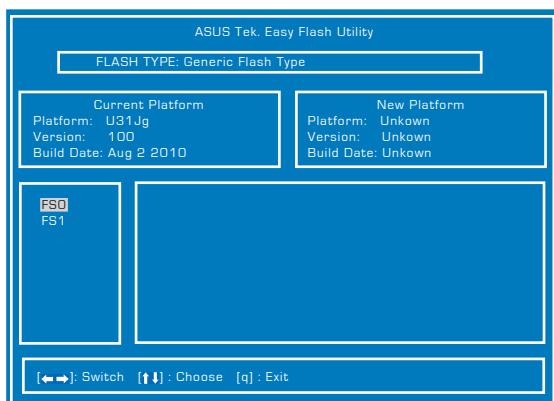 ASUS Tek. Easy Flash Utility
FLASH TYPE: Generic Flash Type
Current Platform
Platform: U31Jg
Version: 100
Build Date: Aug 2 2010
New Platform
Platform: Unkown
Version: Unkown
Build Date: Unkown
FS0
FS1
[←→]: Switch [↑↓] : Choose [q] : Exit